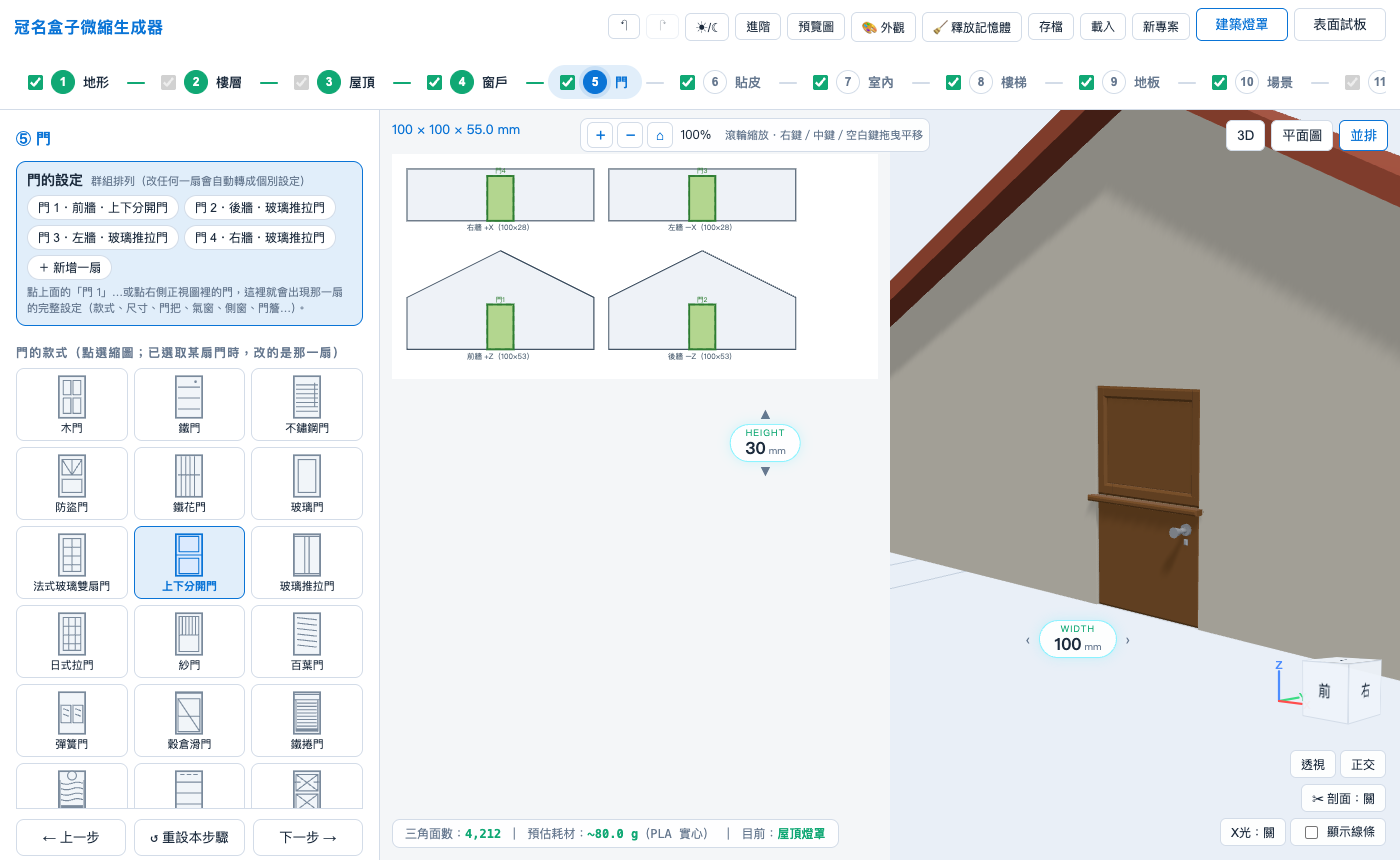 冠名盒子微縮生成器
☀/☾
進階
預覽圖
🎨 外觀
🧹 釋放記憶體
存檔
載入
新專案
建築燈罩
表面試板
1 地形
2 樓層
3 屋頂
4 窗戶
5 門
6 貼皮
7 室內
8 樓梯
9 地板
10 場景
11
⑤ 門
門的設定 群組排列（改任何一扇會自動轉成個別設定）
門 1・前牆・上下分開門
門 2・後牆・玻璃推拉門
門 3・左牆・玻璃推拉門
門 4・右牆・玻璃推拉門
＋ 新增一扇
點上面的「門 1」…或點右側正視圖裡的門，這裡就會出現那一扇
的完整設定（款式、尺寸、門把、氣窗、側窗、門簷…）。
門的款式（點選縮圖；已選取某扇門時，改的是那一扇）
木門
鐵門
不鏽鋼門
防盜門
鐵花門
玻璃門
法式玻璃雙扇門
上下分開門
玻璃推拉門
日式拉門
紗門
百葉門
彈簧門
穀倉滑門
鐵捲門
← 上一步
↺ 重設本步驟
下一步 →
100 × 100 × 55.0 mm
+
−
⌂
100%
滾輪縮放・右鍵 / 中鍵 / 空白鍵拖曳平移
3D
平面圖
並排
門4
右牆 +X（100×28）
門3
左牆 −X（100×28）
門1
前牆 +Z（100×53）
門2
後牆 −Z（100×53）
▲
HEIGHT
30 mm
▼
WIDTH
‹ 100 mm ›
Z
前
右
透視
正交
✂ 剖面：關
X光：關
顯示線條
三角面數：4,212 | 預估耗材：~80.0 g（PLA 實心） | 目前：屋頂燈罩